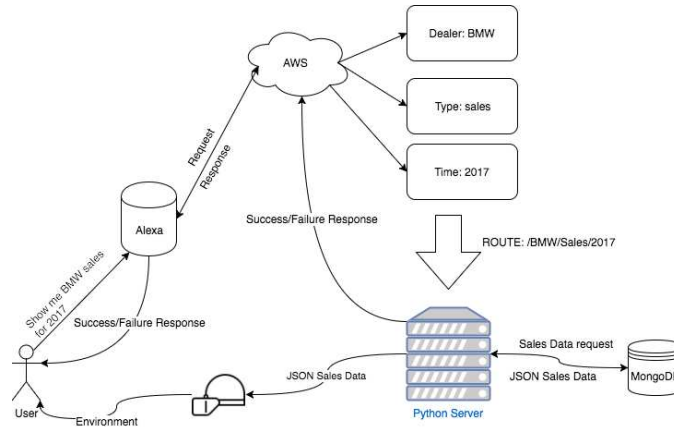 Dealer: BMW
AWS
Type: sales
Time: 2017
Request
Response
Alexa
Success/Failure Response
ROUTE: /BMW/Sales/2017
Show me BMW sales
for 2017
Success/Failure Response
Sales Data request
JSON Sales Data
JSON Sales Data
MongoDB
User
Environment
Python Server